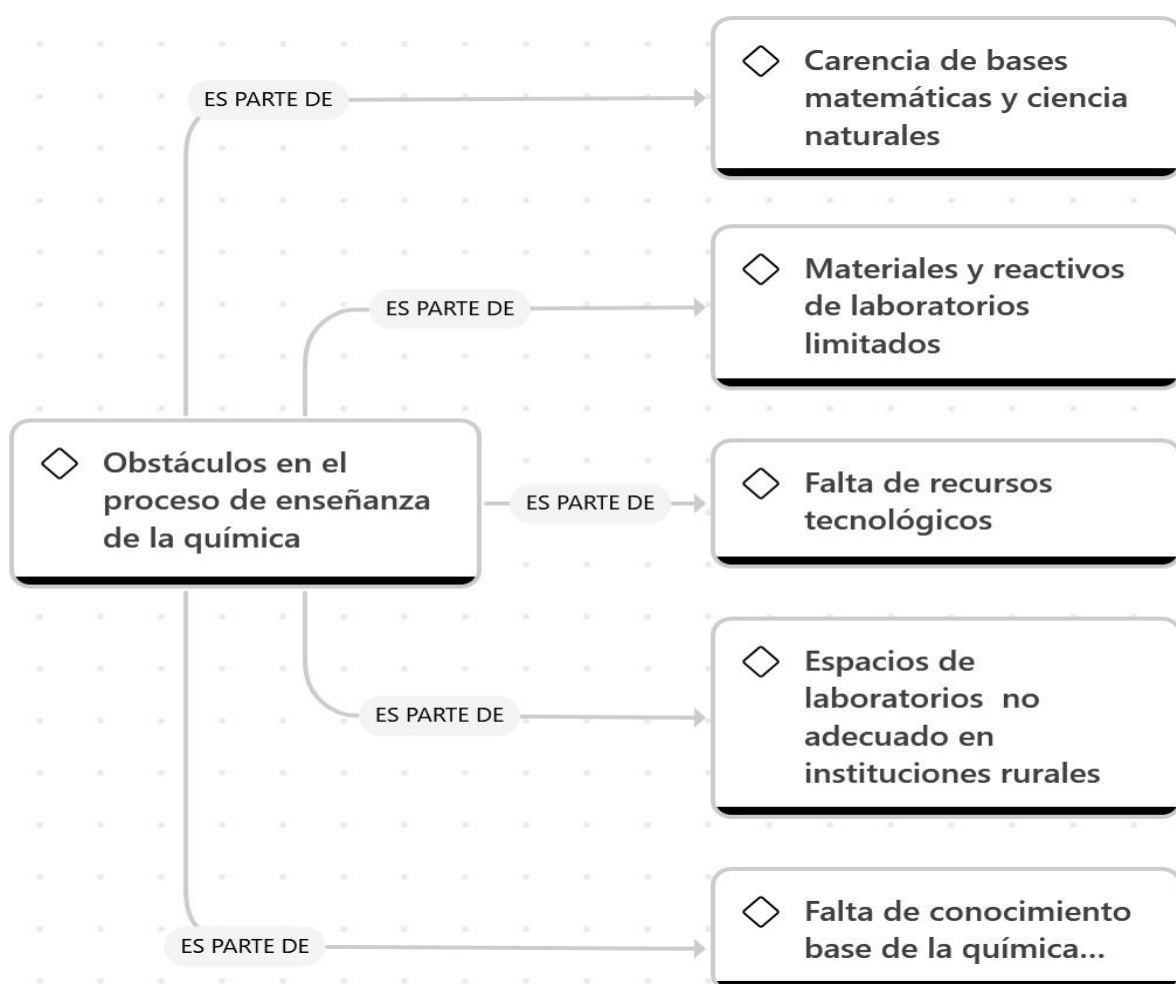 Carencia de bases
matemáticas y ciencia
naturales
ES PARTE DE
Materiales y reactivos
de laboratorios
limitados
ES PARTE DE
Obstáculos en el
proceso de enseñanza
de la química
ES PARTE DE
Falta de recursos
tecnológicos
Espacios de
laboratorios no
adecuado en
instituciones rurales
ES PARTE DE
Falta de conocimiento
base de la química...
ES PARTE DE